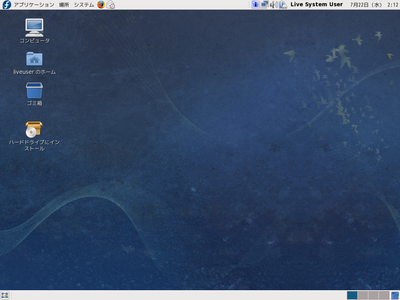 アプリケーション 場所 システム
Live System User 7月22日 (水) 2:12
コンピュータ
liveuser のホーム
ゴミ箱
ハードドライブにイン
ストール